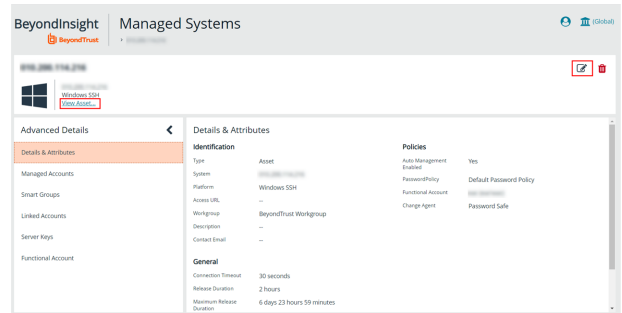 BeyondInsight
BeyondTrust
Managed Systems
(Global)
Windows SSH
View Asset...
Advanced Details
Details & Attributes
Managed Accounts
Smart Groups
Linked Accounts
Server Keys
Functional Account
Details & Attributes
Identification
Type Asset
System
Platform Windows SSH
Access URL --
Workgroup BeyondTrust Workgroup
Description --
Contact Email --
General
Connection Timeout 30 seconds
Release Duration 2 hours
Maximum Release
Duration 6 days 23 hours 59 minutes
Policies
Auto Management
Enabled Yes
PasswordPolicy Default Password Policy
Functional Account
Change Agent Password Safe